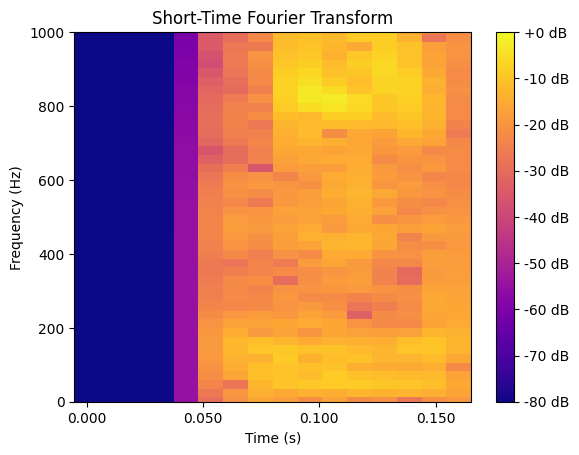 Short-Time Fourier Transform
Frequency (Hz)
1000
800
600
400
200
0
0.000
0.050
0.100
0.150
Time (s)
+0 dB
-10 dB
-20 dB
-30 dB
-40 dB
-50 dB
-60 dB
-70 dB
-80 dB